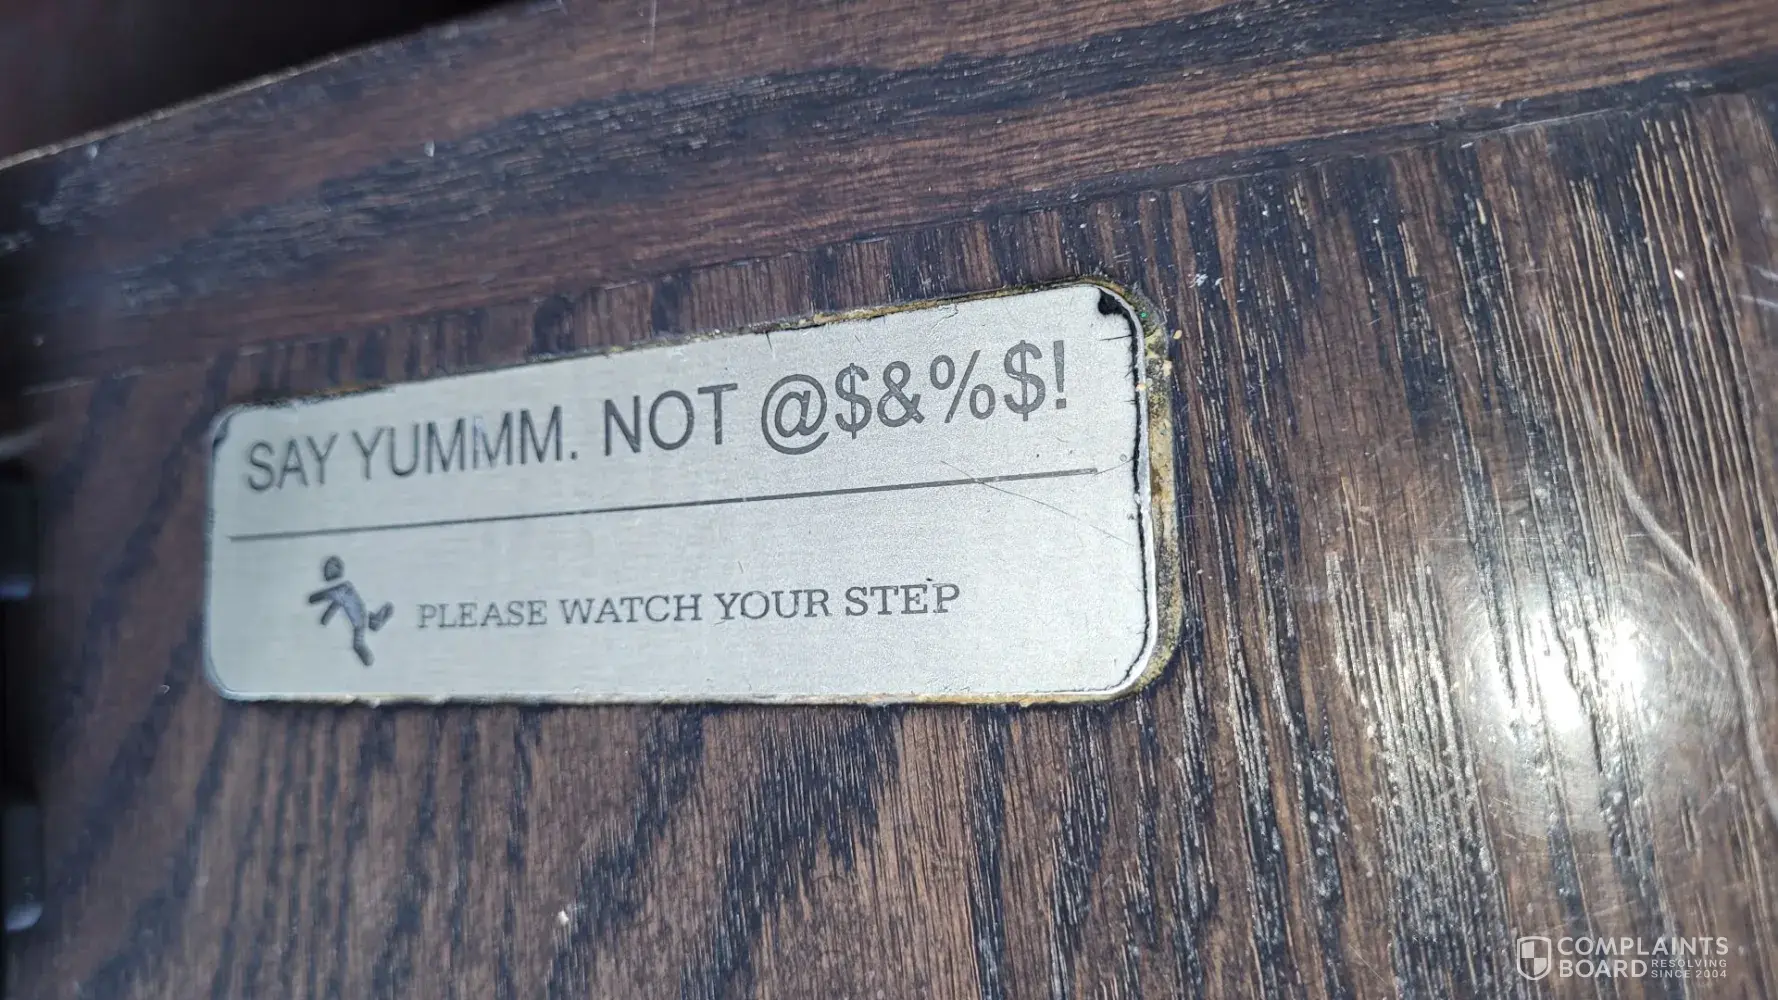 SAY YUMMM. NOT @$&%$!
PLEASE WATCH YOUR STEP
COMPLAINTS
BOARD RESOLVING
SINCE 2004